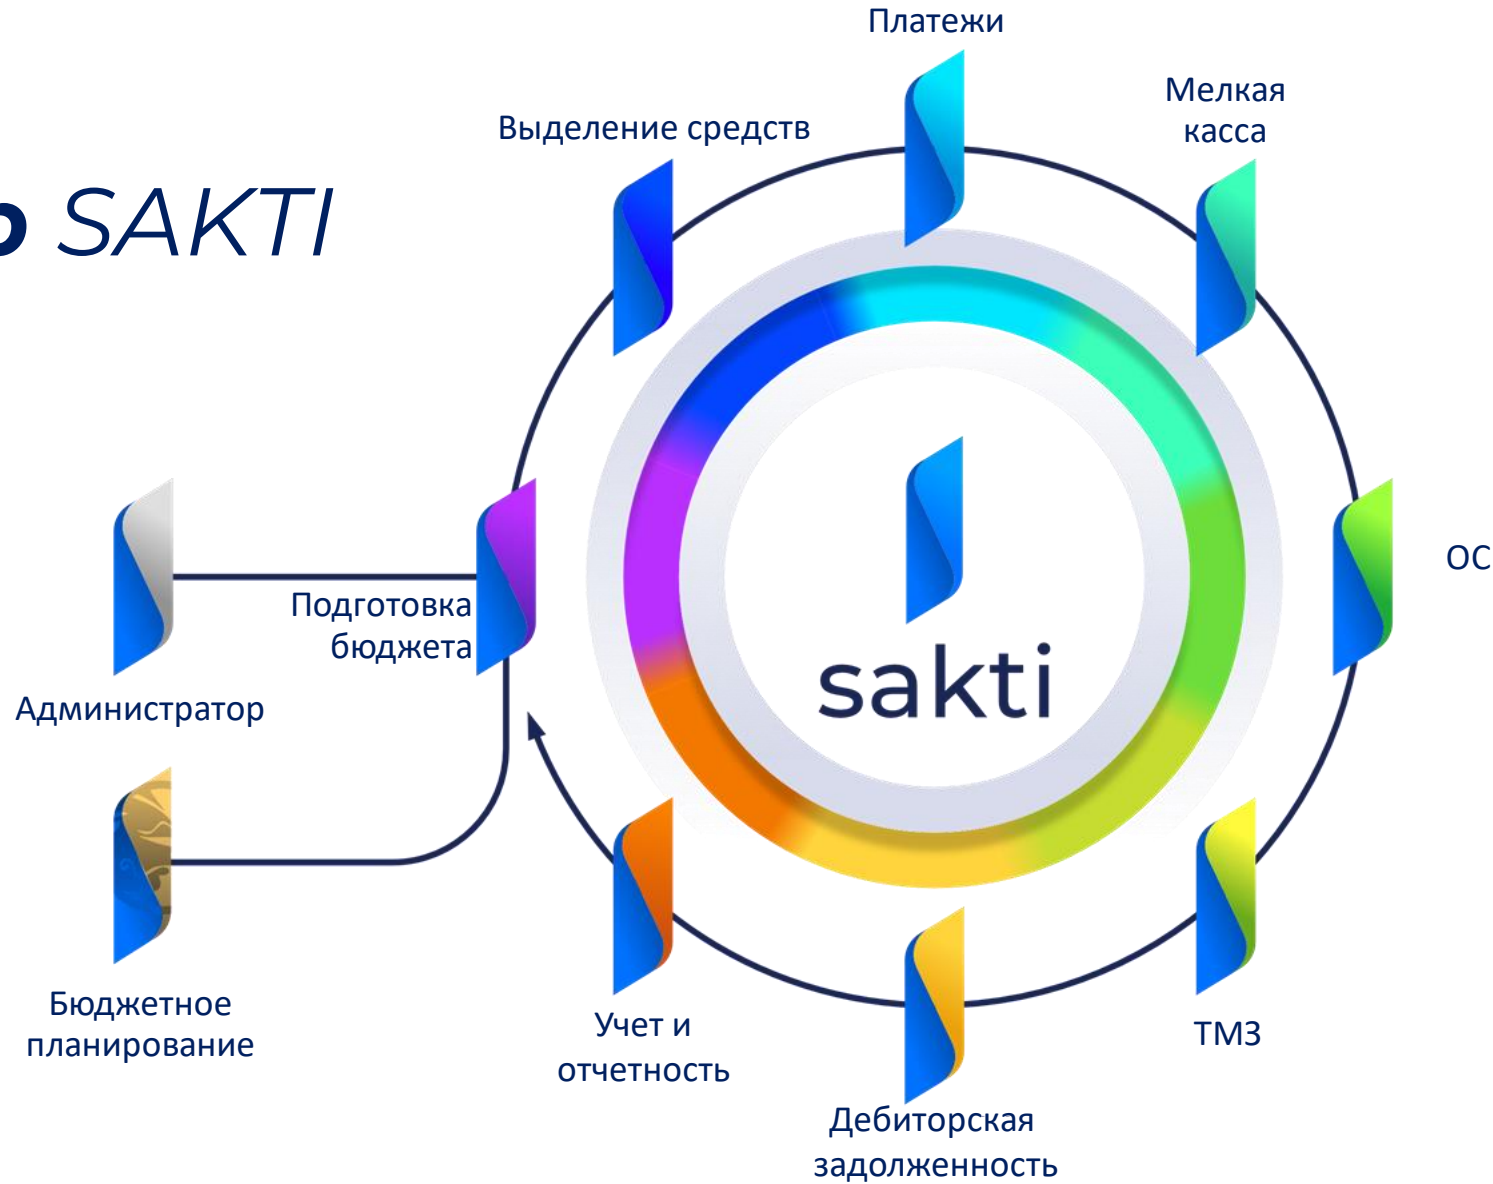 Платежи
Мелкая
касса
Выделение средств
SAKTI
ОС
Подготовка
бюджета
sakti
Администратор
Бюджетное
планирование
Учет и
отчетность
ТМЗ
Дебиторская
задолженность